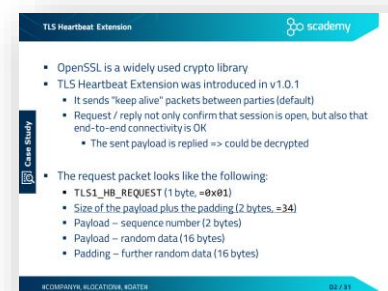 TLS Heartbeat Extension
scademy
OpenSSL is a widely used crypto library
TLS Heartbeat Extension was introduced in v1.0.1
It sends "keep alive" packets between parties (default)
Request / reply not only confirm that session is open, but also that
end-to-end connectivity is OK
The sent payload is replied => could be decrypted
Case Study
The request packet looks like the following:
TLS1_HB_REQUEST (1 byte, =0x01)
Size of the payload plus the padding (2 bytes, =34)
Payload – sequence number (2 bytes)
Payload – random data (16 bytes)
Padding – further random data (16 bytes)
#COMPANY#, #LOCATION#, #DATE#
02 / 31